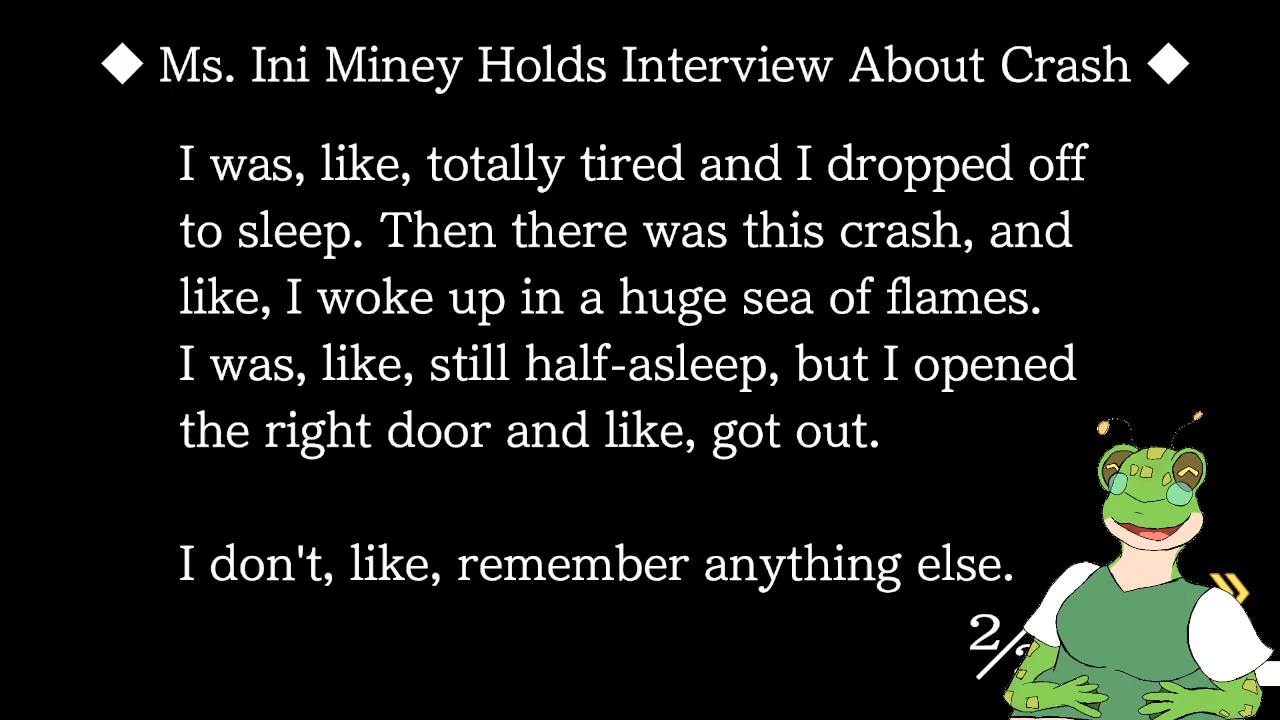 ◆ Ms. Ini Miney Holds Interview About Crash ◆
I was, like, totally tired and I dropped off
to sleep. Then there was this crash, and
like, I woke up in a huge sea of flames.
I was, like, still half-asleep, but I opened
the right door and like, got out.
I don't, like, remember anything else.
2/